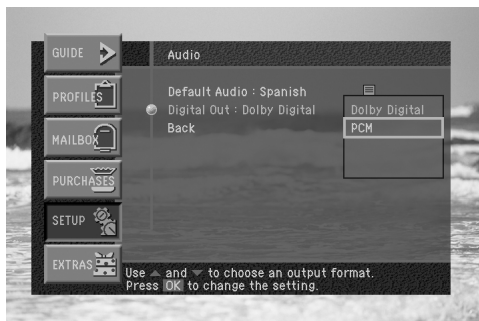 GUIDE
PROFILES
MAILBOX
PURCHASES
SETUP
EXTRAS
Audio
Default Audio : Spanish
Digital Out : Dolby Digital
Back
Dolby Digital
PCM
Use and to choose an output format.
Press OK to change the setting.